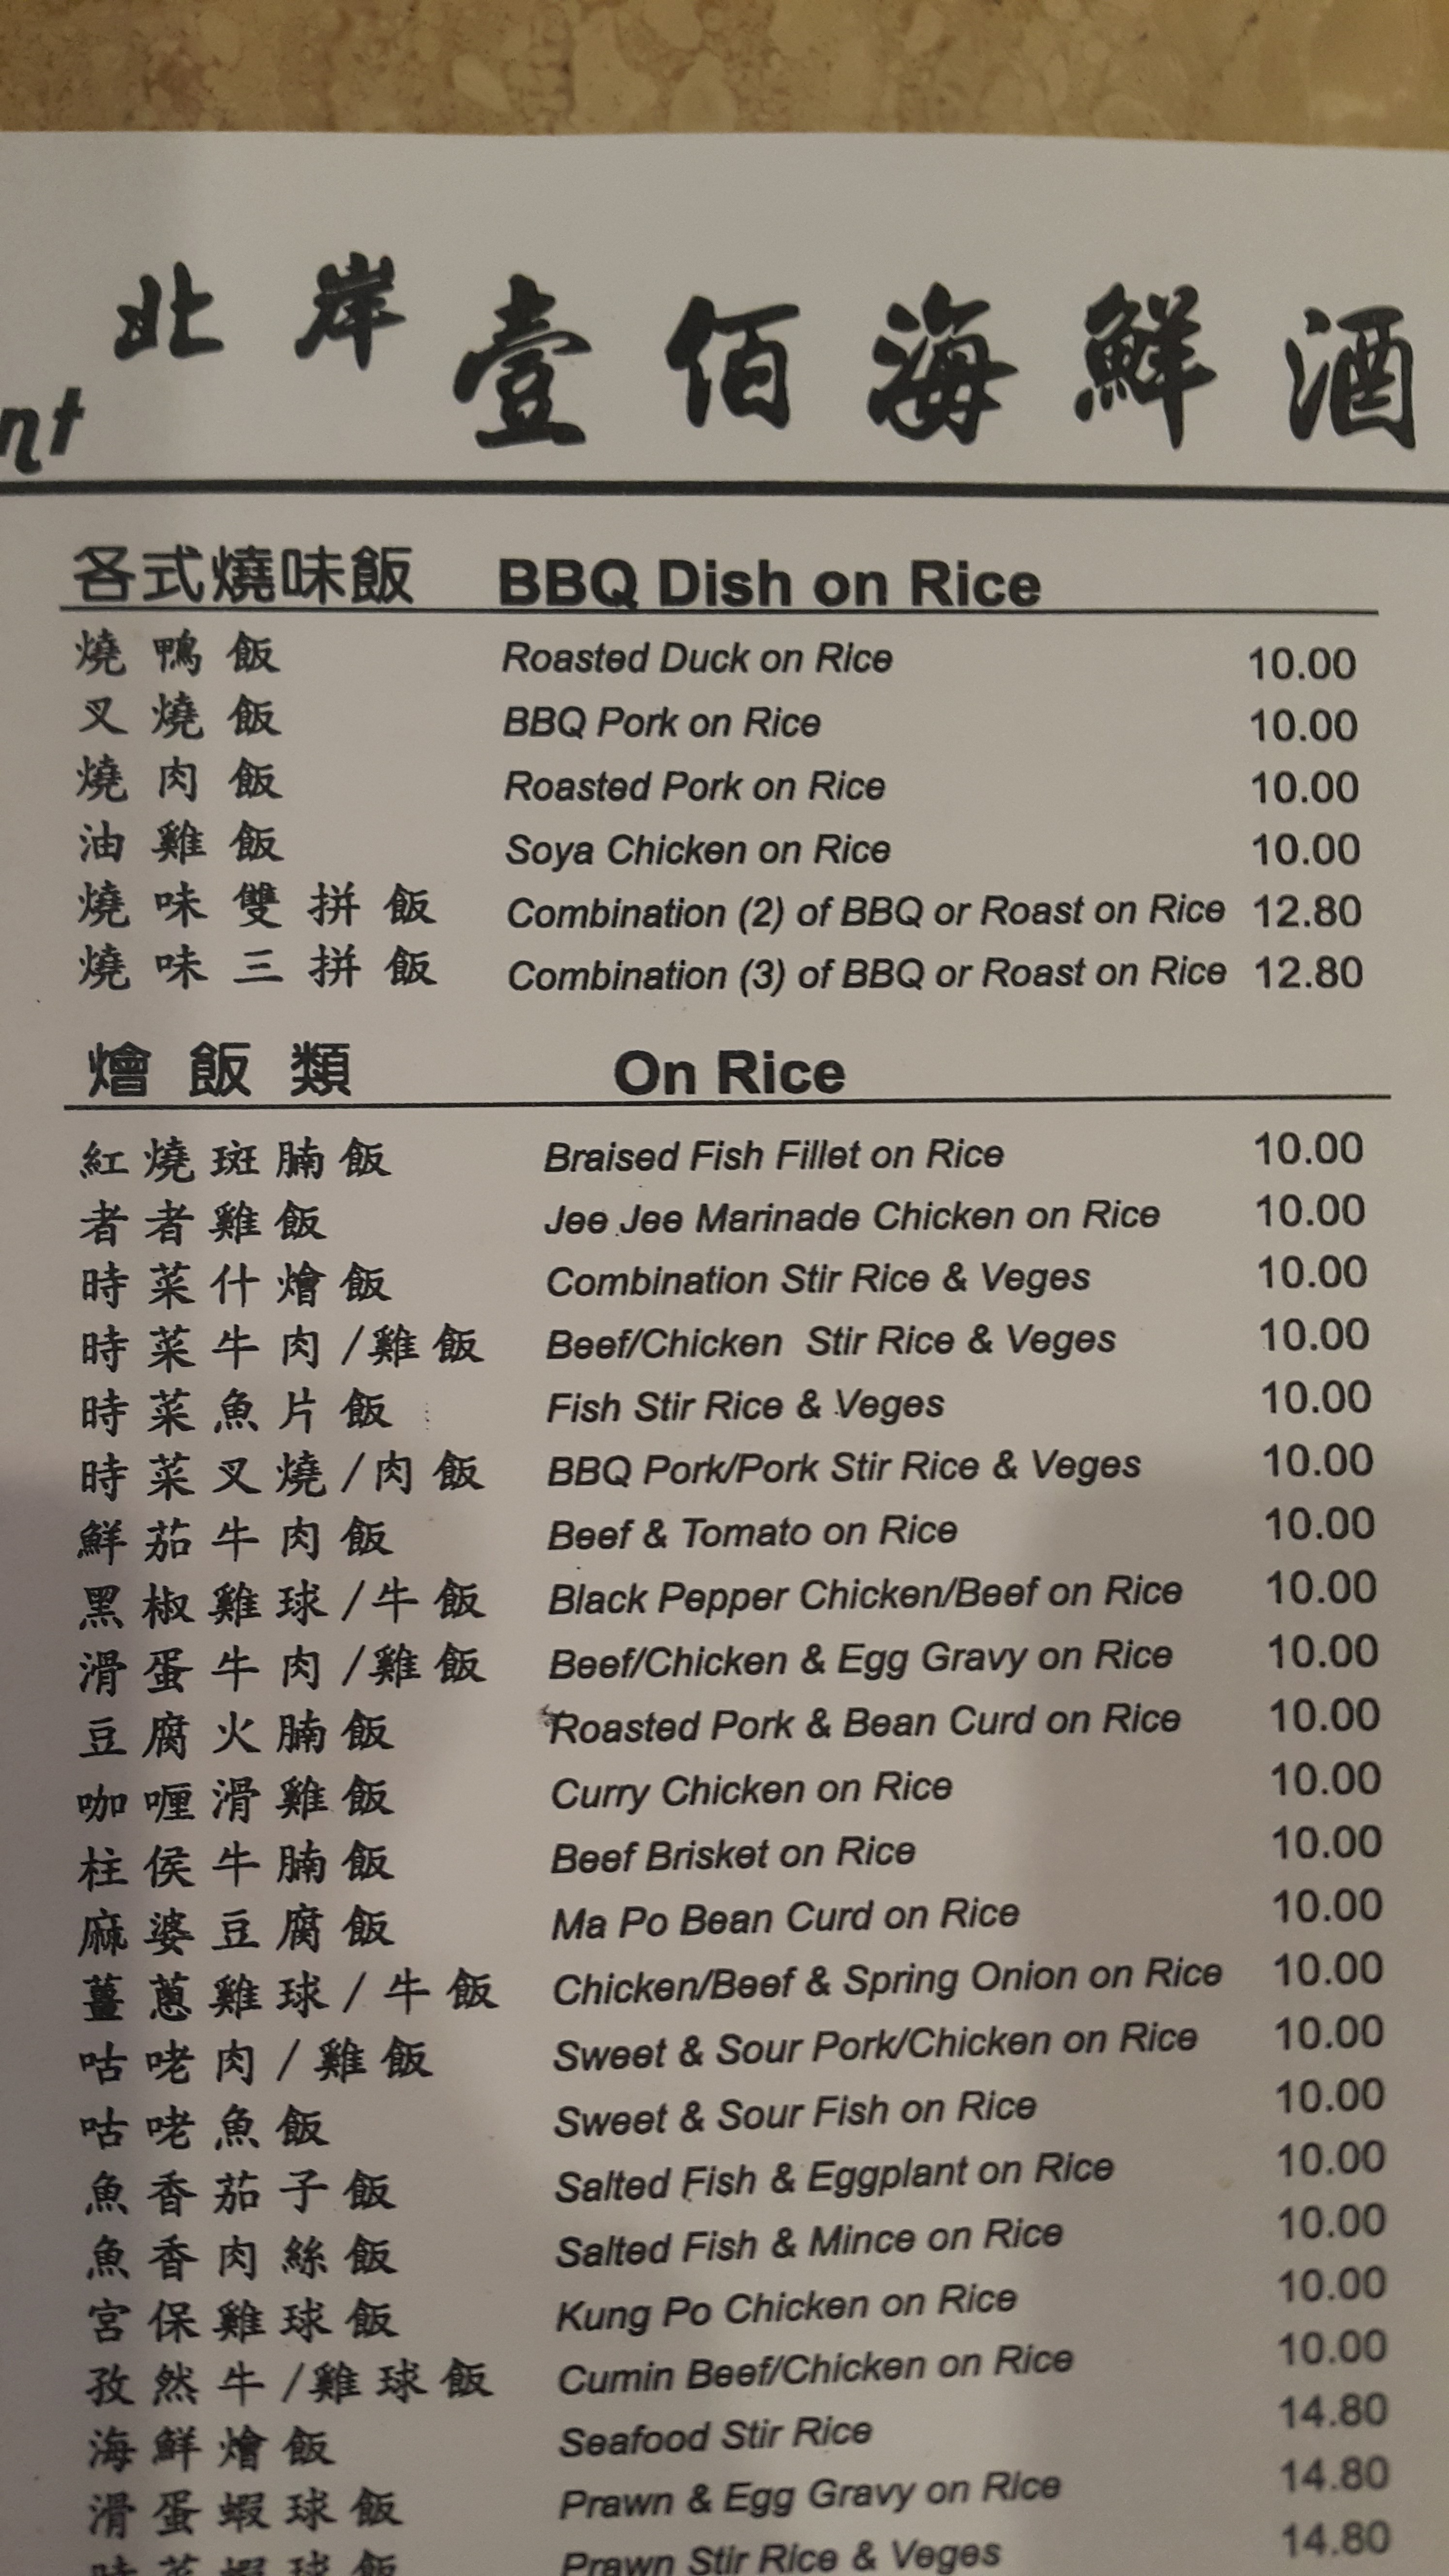 nt 北岸壹佰海鮮酒
各式燒味飯 BBQ Dish on Rice
燒鴨飯 Roasted Duck on Rice 10.00
叉燒飯 BBQ Pork on Rice 10.00
燒肉飯 Roasted Pork on Rice 10.00
油雞飯 Soya Chicken on Rice 10.00
燒味雙拼飯 Combination (2) of BBQ or Roast on Rice 12.80
燒味三拼飯 Combination (3) of BBQ or Roast on Rice 12.80
燴飯類 On Rice
紅燒斑腩飯 Braised Fish Fillet on Rice 10.00
者者雞飯 Jee Jee Marinade Chicken on Rice 10.00
時菜什燴飯 Combination Stir Rice & Veges 10.00
時菜牛肉/雞飯 Beef/Chicken Stir Rice & Veges 10.00
時菜魚片飯 Fish Stir Rice & Veges 10.00
時菜叉燒/肉飯 BBQ Pork/Pork Stir Rice & Veges 10.00
鮮茄牛肉飯 Beef & Tomato on Rice 10.00
黑椒雞球/牛飯 Black Pepper Chicken/Beef on Rice 10.00
滑蛋牛肉/雞飯 Beef/Chicken & Egg Gravy on Rice 10.00
豆腐火腩飯 Roasted Pork & Bean Curd on Rice 10.00
咖喱滑雞飯 Curry Chicken on Rice 10.00
柱侯牛腩飯 Beef Brisket on Rice 10.00
麻婆豆腐飯 Ma Po Bean Curd on Rice 10.00
薑蔥雞球/牛飯 Chicken/Beef & Spring Onion on Rice 10.00
咕咾肉/雞飯 Sweet & Sour Pork/Chicken on Rice 10.00
咕咾魚飯 Sweet & Sour Fish on Rice 10.00
魚香茄子飯 Salted Fish & Eggplant on Rice 10.00
魚香肉絲飯 Salted Fish & Mince on Rice 10.00
宮保雞球飯 Kung Po Chicken on Rice 10.00
孜然牛/雞球飯 Cumin Beef/Chicken on Rice 10.00
海鮮燴飯 Seafood Stir Rice 14.80
滑蛋蝦球飯 Prawn & Egg Gravy on Rice 14.80
時菜蝦球飯 Prawn Stir Rice & Veges 14.80